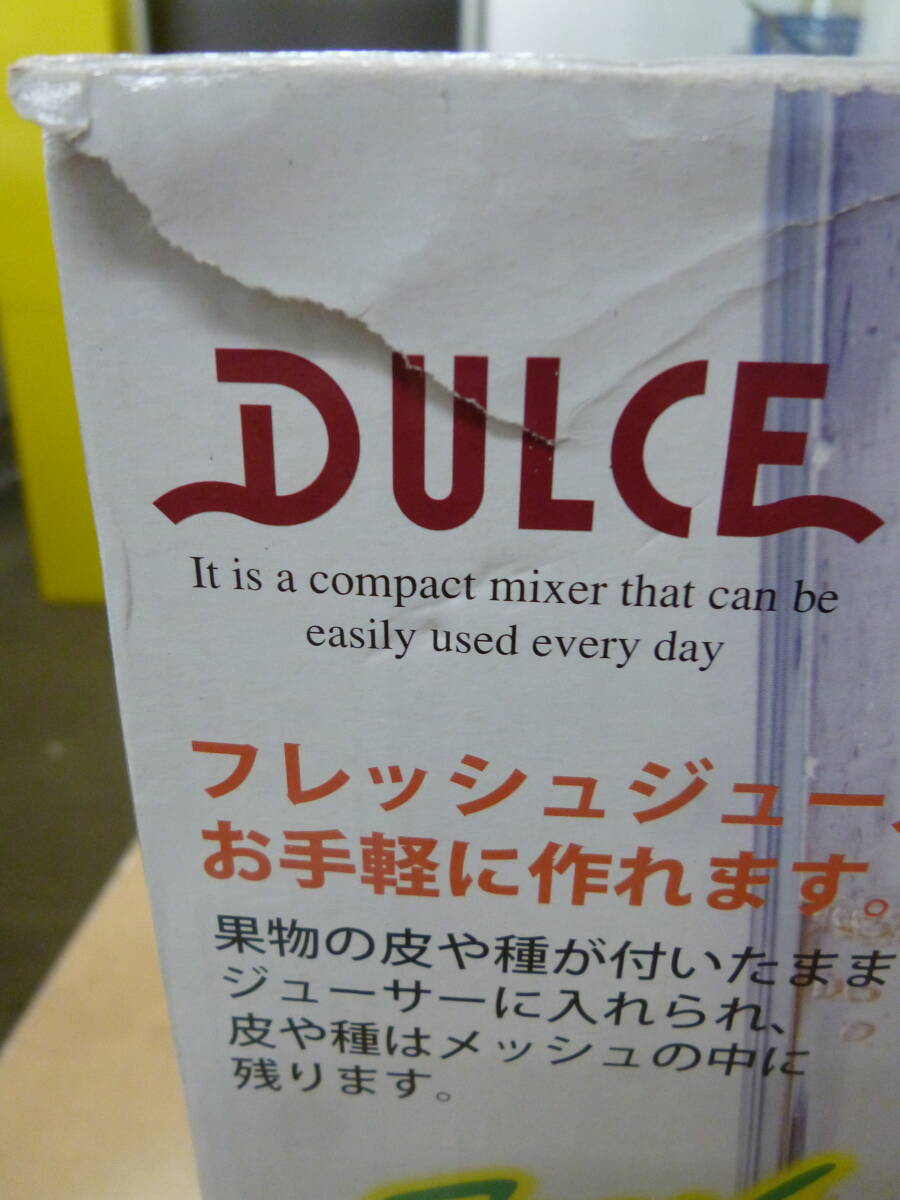 DULCE
It is a compact mixer that can be
easily used every day
フレッシュジュー
お手軽に作れます。
果物の皮や種が付いたまま
ジューサーに入れられ、
皮や種はメッシュの中に
残ります。